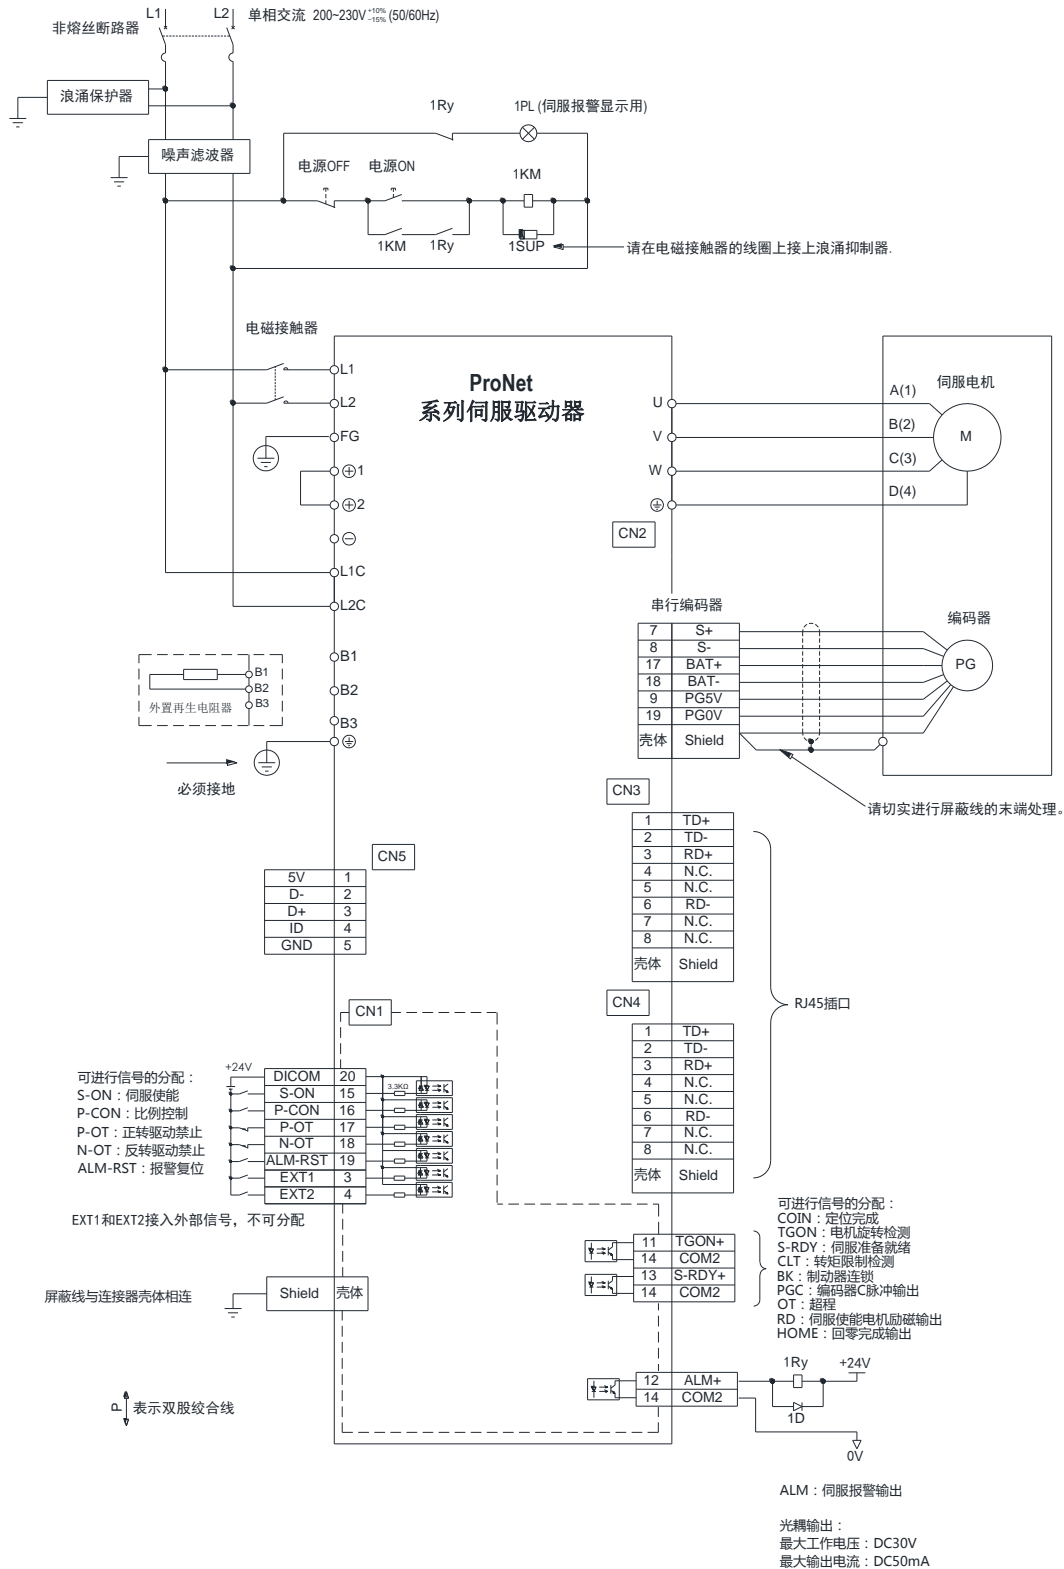 L1 L2 单相交流 200~230V +10% -15% (50/60Hz)
非熔丝断路器
浪涌保护器
噪声滤波器
1Ry 1PL (伺服报警显示用)
电源OFF 电源ON
1KM
1KM 1Ry 1SUP
请在电磁接触器的线圈上接上浪涌抑制器.
电磁接触器
ProNet
系列伺服驱动器
L1
L2
FG
1
2
L1C
L2C
B1
B2
B3
B1
B2
B3
外置再生电阻器
必须接地
U
V
W
A(1)
B(2)
C(3)
D(4)
伺服电机
M
CN2
串行编码器
7 S+
8 S-
17 BAT+
18 BAT-
9 PG5V
19 PG0V
壳体 Shield
编码器
PG
请切实进行屏蔽线的末端处理。
CN3
1 TD+
2 TD-
3 RD+
4 N.C.
5 N.C.
6 RD-
7 N.C.
8 N.C.
壳体 Shield
CN5
5V 1
D- 2
D+ 3
ID 4
GND 5
RJ45插口
CN4
1 TD+
2 TD-
3 RD+
4 N.C.
5 N.C.
6 RD-
7 N.C.
8 N.C.
壳体 Shield
CN1
+24V
可进行信号的分配：
S-ON：伺服使能
P-CON：比例控制
P-OT：正转驱动禁止
N-OT：反转驱动禁止
ALM-RST：报警复位
DICOM 20
S-ON 15
P-CON 16
P-OT 17
N-OT 18
ALM-RST 19
EXT1 3
EXT2 4
3.3KΩ
EXT1和EXT2接入外部信号，不可分配
11 TGON+
14 COM2
13 S-RDY+
14 COM2
可进行信号的分配：
COIN：定位完成
TGON：电机旋转检测
S-RDY：伺服准备就绪
CLT：转矩限制检测
BK：制动器连锁
PGC：编码器C脉冲输出
OT：超程
RD：伺服使能电机励磁输出
HOME：回零完成输出
屏蔽线与连接器壳体相连
Shield 壳体
12 ALM+
14 COM2
1Ry +24V
1D
0V
P 表示双股绞合线
ALM：伺服报警输出
光耦输出：
最大工作电压：DC30V
最大输出电流：DC50mA